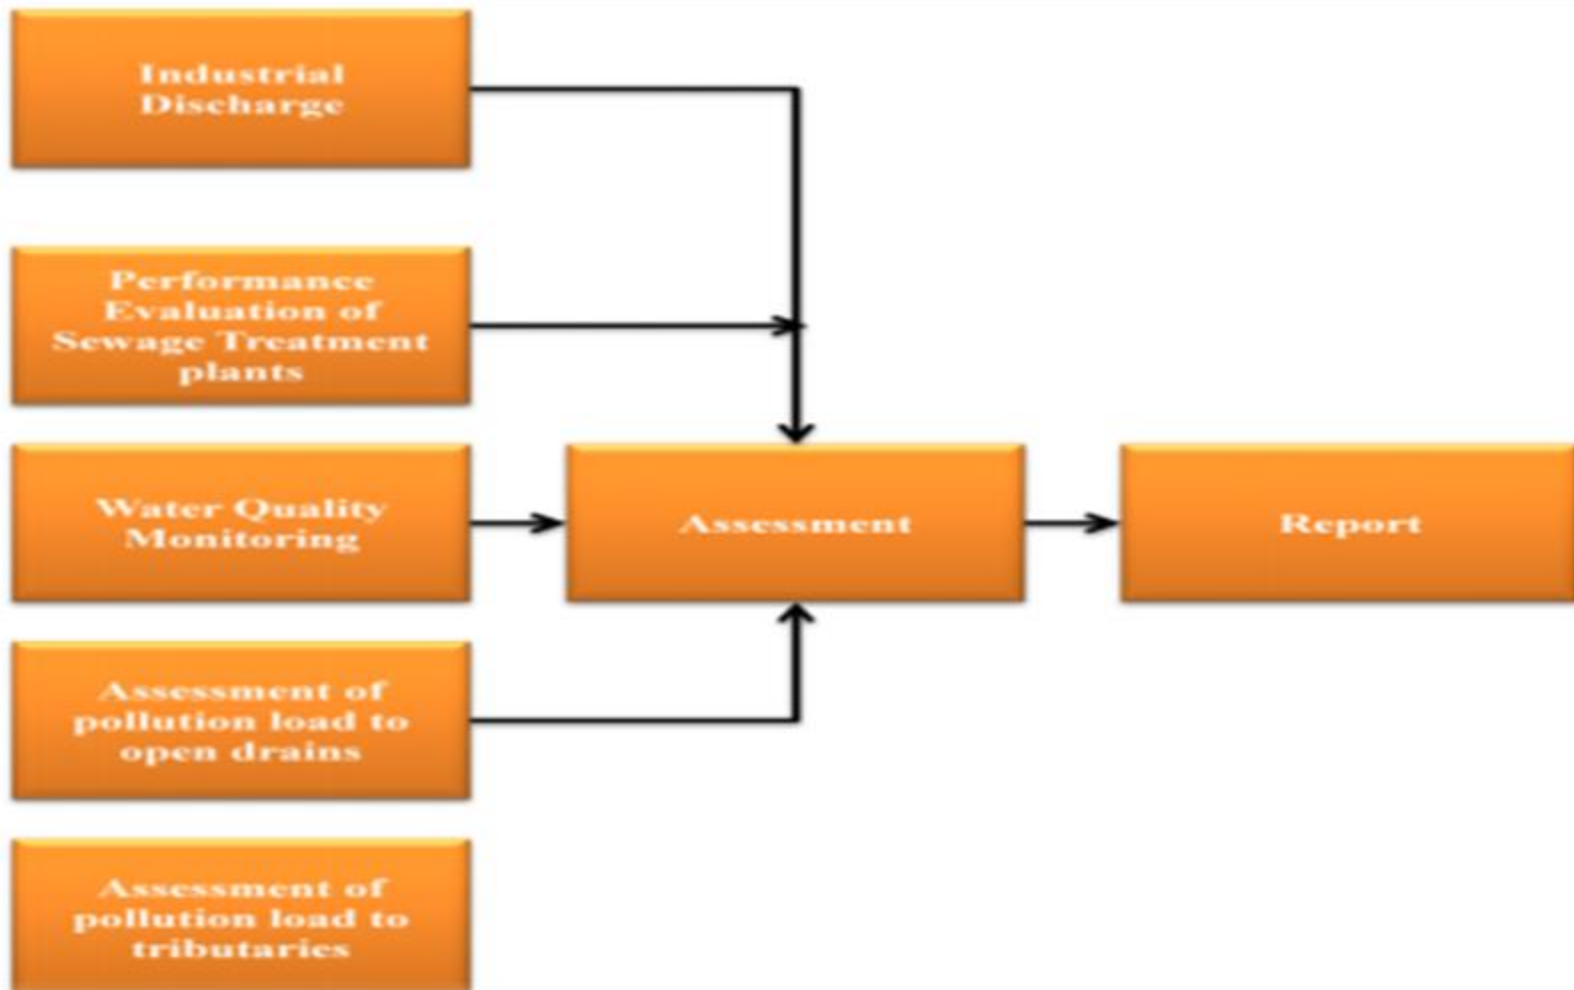 Industrial
Discharge
Performance
Evaluation of
Sewage Treatment
plants
Water Quality
Monitoring
Assessment
Report
Assessment of
pollution load to
open drains
Assessment of
pollution load to
tributaries